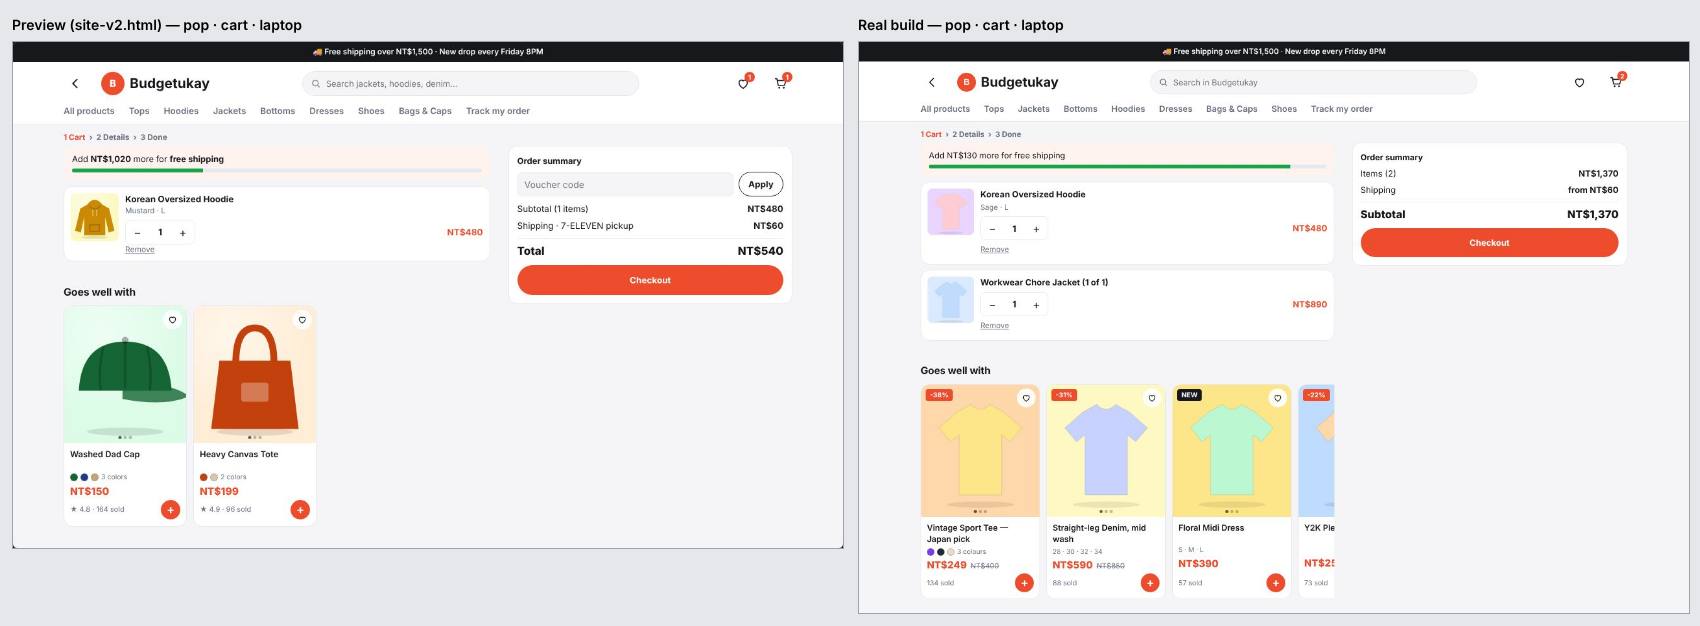 Preview (site-v2.html) — pop · cart · laptop
🚚 Free shipping over NT$1,500 · New drop every Friday 8PM
B Budgetukay
Search jackets, hoodies, denim...
1
1
All products Tops Hoodies Jackets Bottoms Dresses Shoes Bags & Caps Track my order
1 Cart › 2 Details › 3 Done
Add NT$1,020 more for free shipping
Korean Oversized Hoodie
Mustard · L
− 1 +
NT$480
Remove
Order summary
Voucher code
Apply
Subtotal (1 items) NT$480
Shipping · 7-ELEVEN pickup NT$60
Total NT$540
Checkout
Goes well with
Washed Dad Cap
3 colors
NT$150
★ 4.8 · 164 sold
+
Heavy Canvas Tote
2 colors
NT$199
★ 4.9 · 96 sold
+
Real build — pop · cart · laptop
🚚 Free shipping over NT$1,500 · New drop every Friday 8PM
B Budgetukay
Search in Budgetukay
2
All products Tops Jackets Bottoms Hoodies Dresses Bags & Caps Shoes Track my order
1 Cart › 2 Details › 3 Done
Add NT$130 more for free shipping
Korean Oversized Hoodie
Sage · L
− 1 +
NT$480
Remove
Workwear Chore Jacket (1 of 1)
− 1 +
NT$890
Remove
Order summary
Items (2) NT$1,370
Shipping from NT$60
Subtotal NT$1,370
Checkout
Goes well with
-38%
Vintage Sport Tee —
Japan pick
3 colours
NT$249 NT$400
134 sold
+
-31%
Straight-leg Denim, mid
wash
28 · 30 · 32 · 34
NT$590 NT$850
88 sold
+
NEW
Floral Midi Dress
S · M · L
NT$390
57 sold
+
-22%
Y2K Ple
NT$25
73 sold